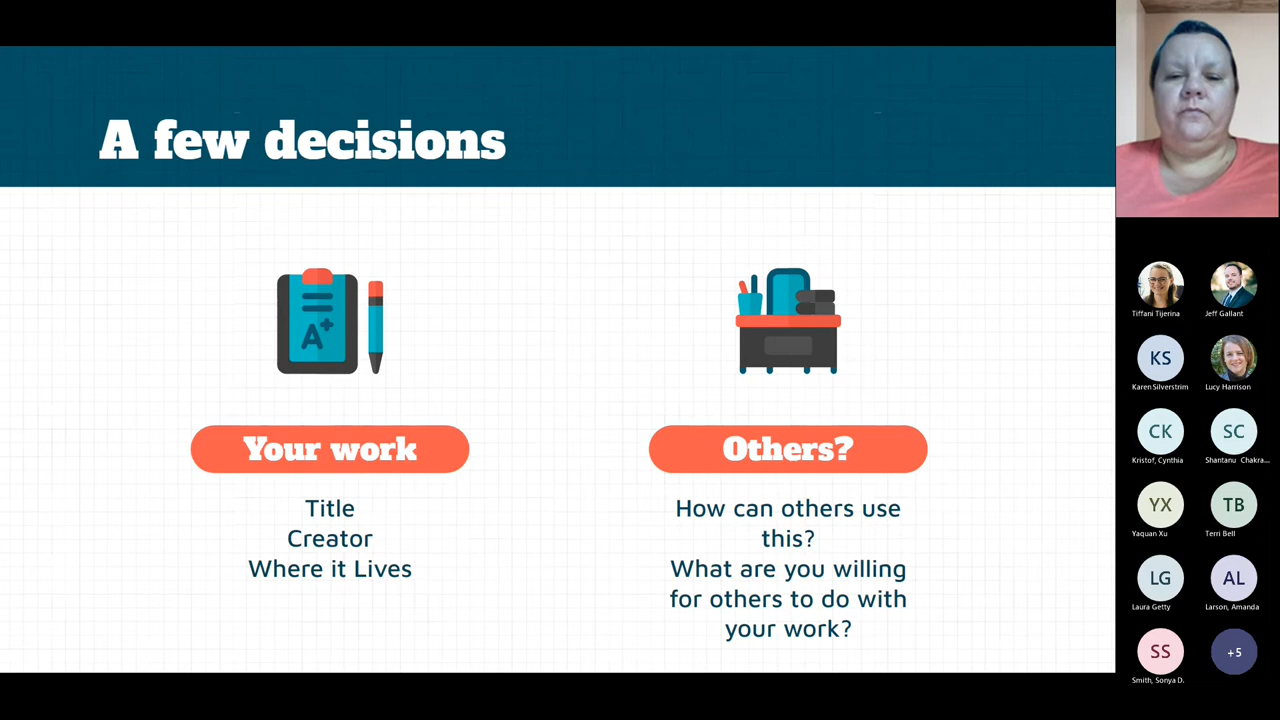 A few decisions
A+
Your work
Title
Creator
Where it Lives
Others?
How can others use
this?
What are you willing
for others to do with
your work?
Tiffani Tijerina
Jeff Gallant
KS
Karen Silverstrim
Lucy Harrison
CK
Kristof, Cynthia
SC
Shantanu Chakra...
YX
Yaquan Xu
TB
Terri Bell
LG
Laura Getty
AL
Larson, Amanda
SS
Smith, Sonya D.
+5